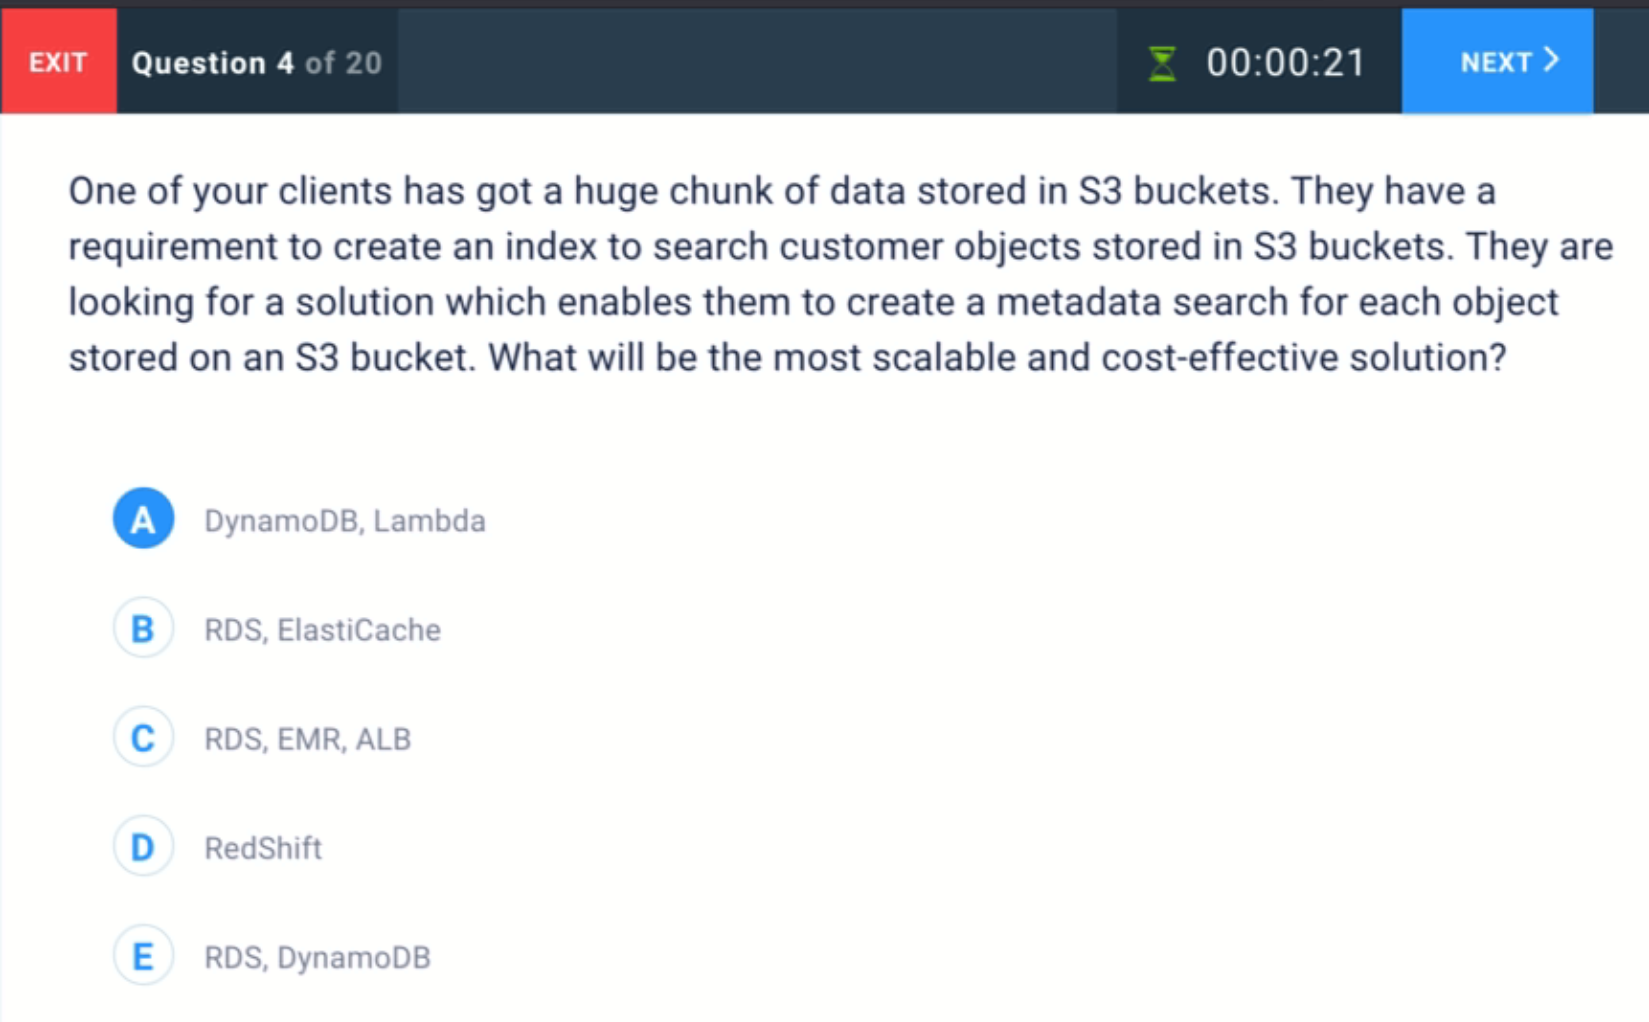 EXIT
Question 4 of 20
00:00:21
NEXT
One of your clients has got a huge chunk of data stored in S3 buckets. They have a
requirement to create an index to search customer objects stored in S3 buckets. They are
looking for a solution which enables them to create a metadata search for each object
stored on an S3 bucket. What will be the most scalable and cost-effective solution?
A DynamoDB, Lambda
B RDS, ElastiCache
C RDS, EMR, ALB
D RedShift
E RDS, DynamoDB